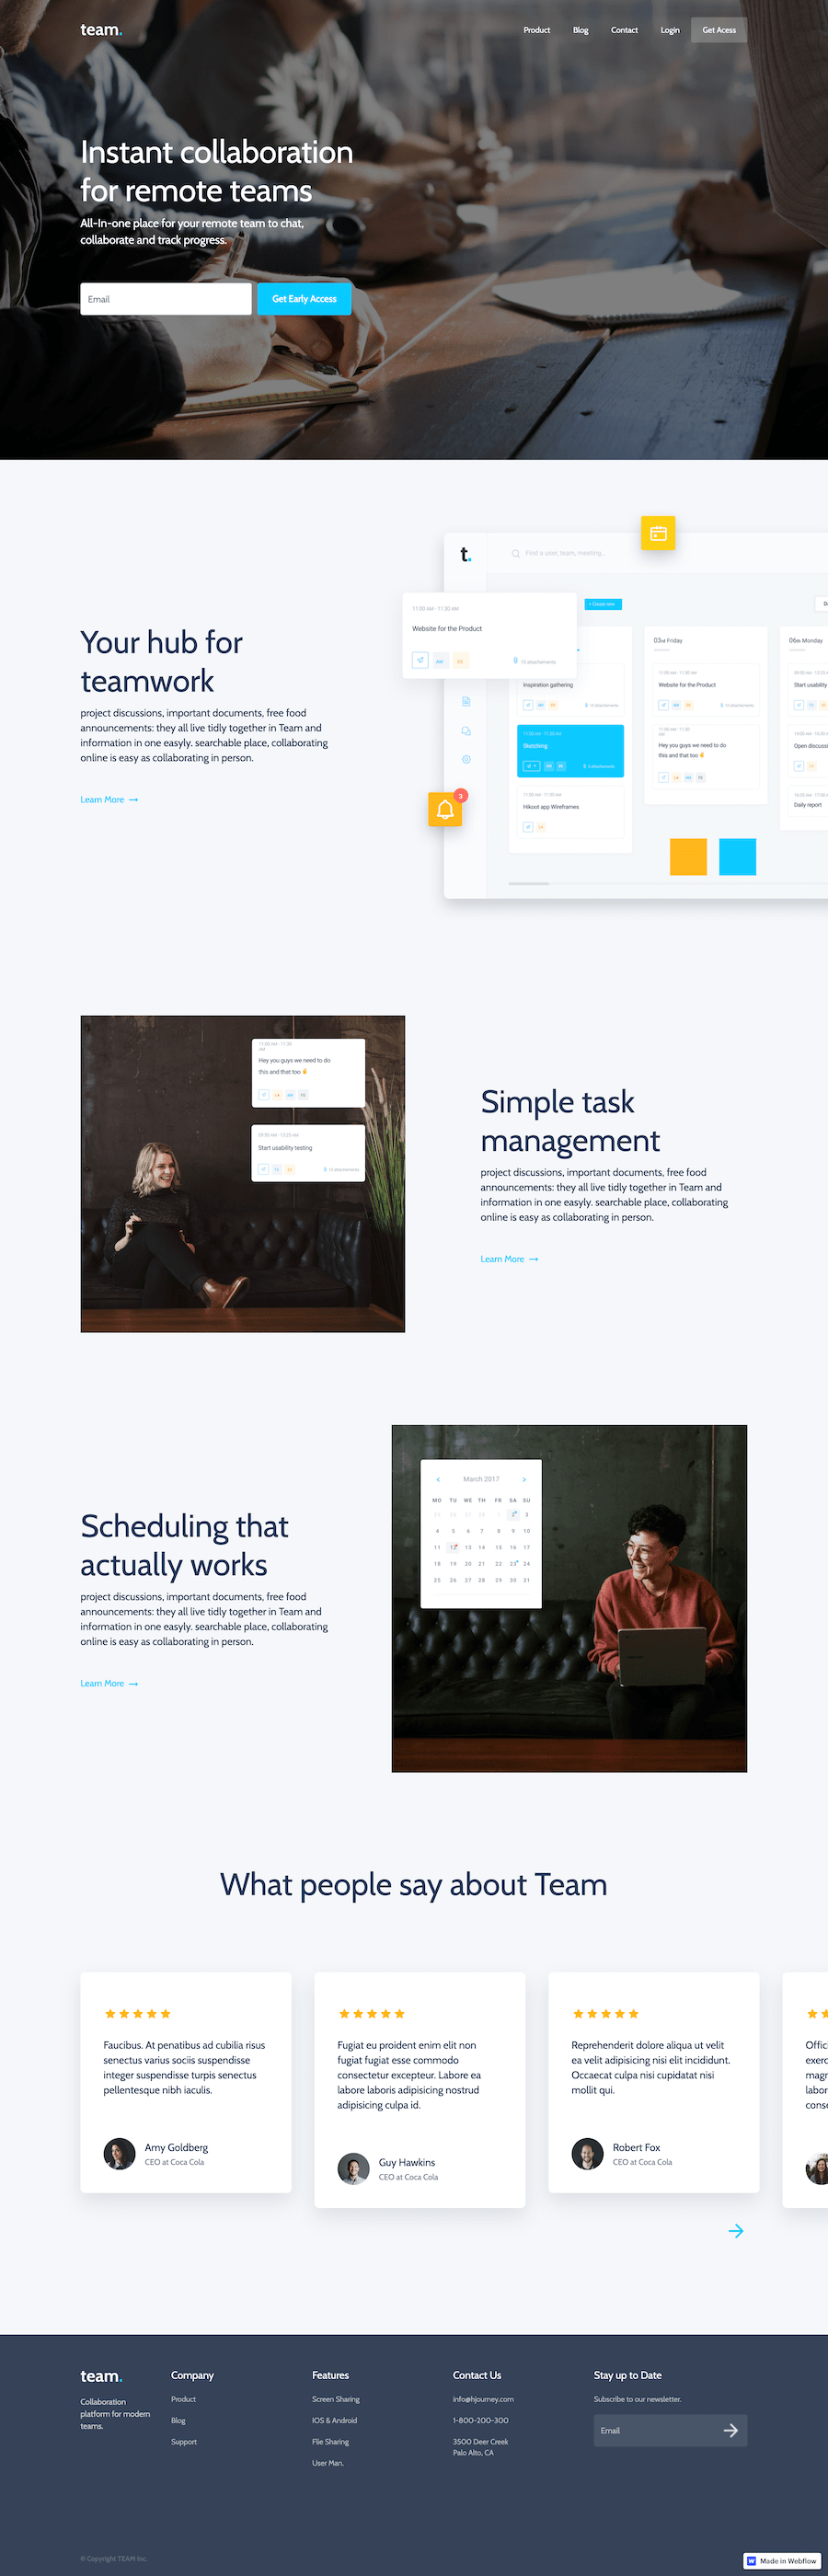 team.
Product Blog Contact Login Get Acess
Instant collaboration
for remote teams
All-In-one place for your remote team to chat,
collaborate and track progress.
Email
Get Early Access
t.
Find a user, team, meeting...
11:00 AM - 11:30 AM
Website for the Product
+ Create new
03rd Friday
06th Monday
Inspiration gathering
Website for the Product
Start usability
Sketching
Hey you guys we need to do
this and that too
Open discussi
Hikoot app Wireframes
Daily report
3
Your hub for
teamwork
project discussions, important documents, free food
announcements: they all live tidly together in Team and
information in one easyly. searchable place, collaborating
online is easy as collaborating in person.
Learn More →
11:00 AM - 11:30
AM
Hey you guys we need to do
this and that too
Start usability testing
10 attachements
Simple task
management
project discussions, important documents, free food
announcements: they all live tidly together in Team and
information in one easyly. searchable place, collaborating
online is easy as collaborating in person.
Learn More →
Scheduling that
actually works
project discussions, important documents, free food
announcements: they all live tidly together in Team and
information in one easyly. searchable place, collaborating
online is easy as collaborating in person.
Learn More →
< March 2017 >
MO TU WE TH FR SA SU
25 26 27 28 1 2 3
4 5 6 7 8 9 10
11 12 13 14 15 16 17
18 19 20 21 22 23 24
25 26 27 28 29 30 31
What people say about Team
Faucibus. At penatibus ad cubilia risus
senectus varius sociis suspendisse
integer suspendisse turpis senectus
pellentesque nibh iaculis.
Amy Goldberg
CEO at Coca Cola
Fugiat eu proident enim elit non
fugiat fugiat esse commodo
consectetur excepteur. Labore ea
labore laboris adipisicing nostrud
adipisicing culpa id.
Guy Hawkins
CEO at Coca Cola
Reprehenderit dolore aliqua ut velit
ea velit adipisicing nisi elit incididunt.
Occaecat culpa nisi cupidatat nisi
mollit qui.
Robert Fox
CEO at Coca Cola
Offic
exerc
magn
labor
conse
team.
Collaboration
platform for modern
teams.
Company
Product
Blog
Support
Features
Screen Sharing
IOS & Android
Flie Sharing
User Man.
Contact Us
info@hjourney.com
1-800-200-300
3500 Deer Creek
Palo Alto, CA
Stay up to Date
Subscribe to our newsletter.
Email
© Copyright TEAM Inc.
Made in Webflow